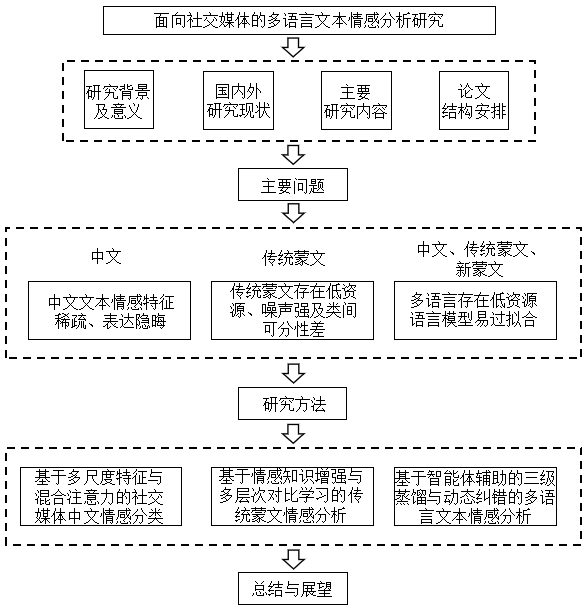 面向社交媒体的多语言文本情感分析研究
研究背景
及意义
国内外
研究现状
主要
研究内容
论文
结构安排
主要问题
中文
中文文本情感特征
稀疏、表达隐晦
传统蒙文
传统蒙文存在低资
源、噪声强及类间
可分性差
中文、传统蒙文、
新蒙文
多语言存在低资源
语言模型易过拟合
研究方法
基于多尺度特征与
混合注意力的社交
媒体中文情感分类
基于情感知识增强与
多层次对比学习的传
统蒙文情感分析
基于智能体辅助的三级
蒸馏与动态纠错的多语
言文本情感分析
总结与展望